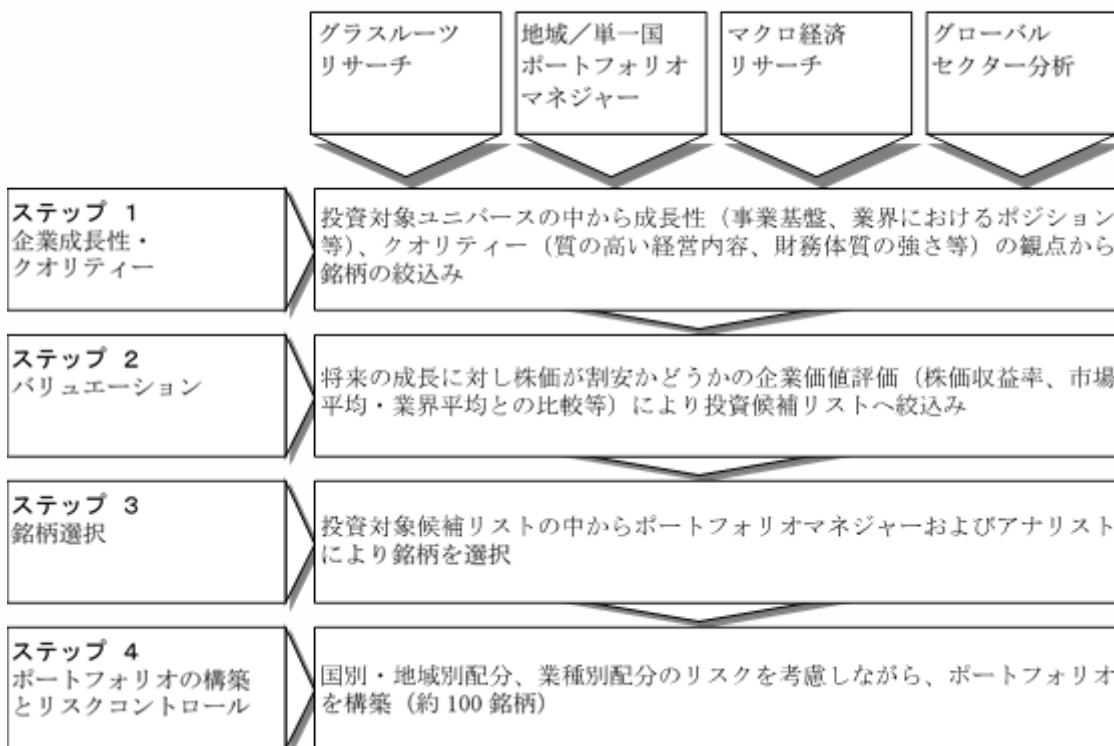 グラスルーツ
リサーチ
地域／単一国
ポートフォリオ
マネジャー
マクロ経済
リサーチ
グローバル
セクター分析
ステップ 1
企業成長性・
クオリティー
投資対象ユニバースの中から成長性（事業基盤、業界におけるポジション
等）、クオリティー（質の高い経営内容、財務体質の強さ等）の観点から
銘柄の絞込み
ステップ 2
バリュエーション
将来の成長に対し株価が割安かどうかの企業価値評価（株価収益率、市場
平均・業界平均との比較等）により投資候補リストへ絞込み
ステップ 3
銘柄選択
投資対象候補リストの中からポートフォリオマネジャーおよびアナリスト
により銘柄を選択
ステップ 4
ポートフォリオの構築
とリスクコントロール
国別・地域別配分、業種別配分のリスクを考慮しながら、ポートフォリオ
を構築（約 100 銘柄）